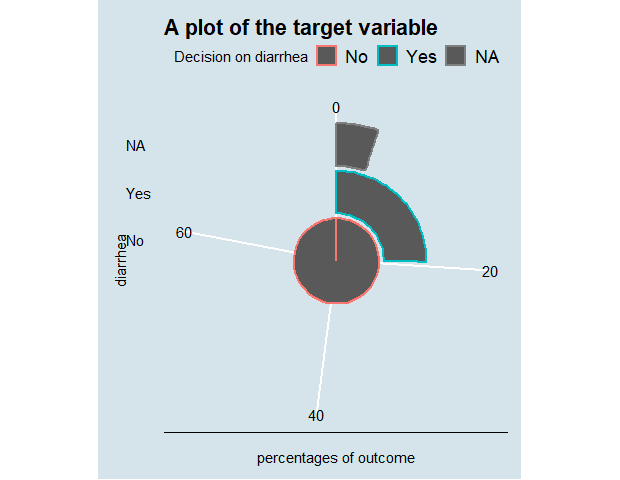 A plot of the target variable
Decision on diarrhea No Yes NA
0
NA
Yes
No
diarrhea
60
20
40
percentages of outcome